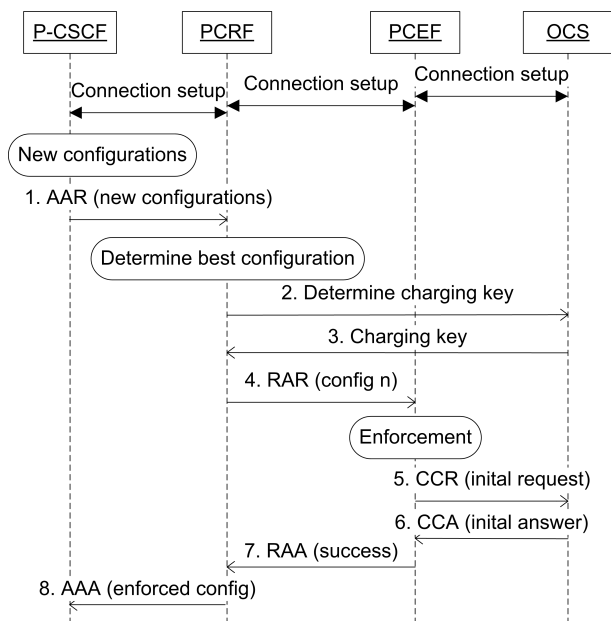 P-CSCF PCRF PCEF OCS
Connection setup Connection setup Connection setup
New configurations
1. AAR (new configurations)
Determine best configuration
2. Determine charging key
3. Charging key
4. RAR (config n)
Enforcement
5. CCR (inital request)
6. CCA (inital answer)
7. RAA (success)
8. AAA (enforced config)